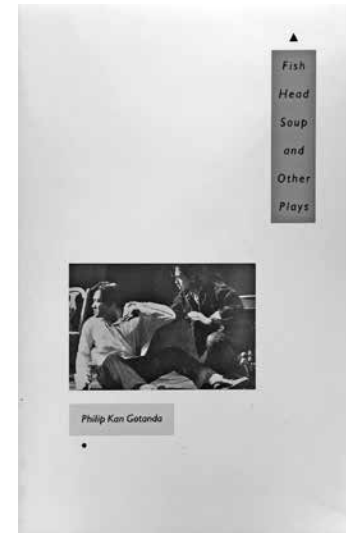 Fish
Head
Soup
and
Other
Plays
Philip Kan Gotanda